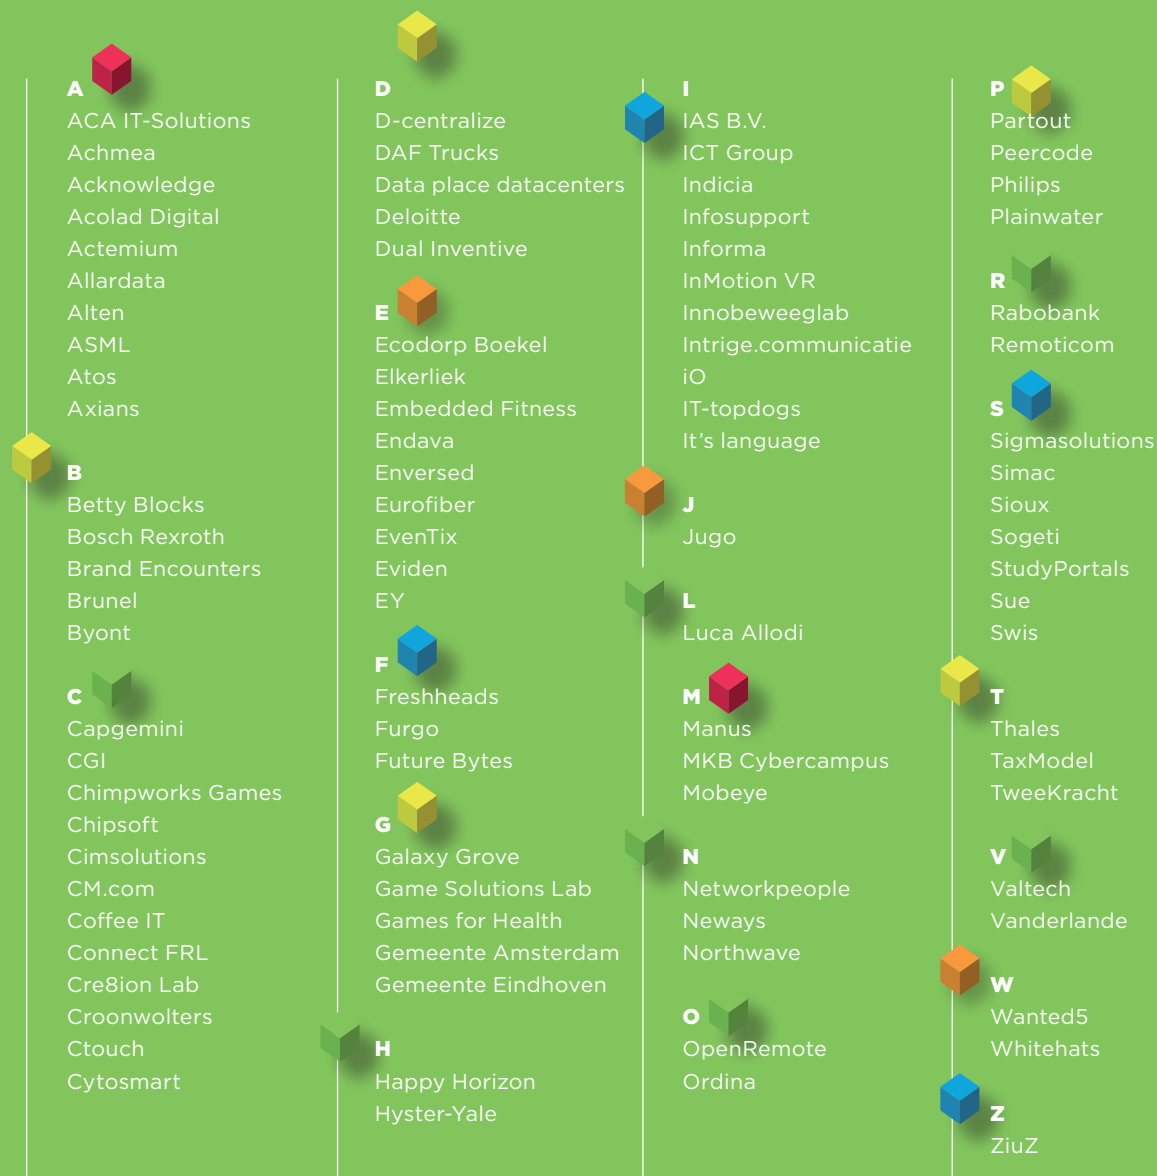 A
ACA IT-Solutions
Achmea
Acknowledge
Acolad Digital
Actemium
Allardata
Alten
ASML
Atos
Axians
B
Betty Blocks
Bosch Rexroth
Brand Encounters
Brunel
Byont
C
Capgemini
CGI
Chimpworks Games
Chipsoft
Cimsolutions
CM.com
Coffee IT
Connect FRL
Cre8ion Lab
Croonwolters
Ctouch
Cytosmart
D
D-centralize
DAF Trucks
Data place datacenters
Deloitte
Dual Inventive
E
Ecodorp Boekel
Elkerliek
Embedded Fitness
Endava
Enversed
Eurofiber
EvenTix
Eviden
EY
F
Freshheads
Furgo
Future Bytes
G
Galaxy Grove
Game Solutions Lab
Games for Health
Gemeente Amsterdam
Gemeente Eindhoven
H
Happy Horizon
Hyster-Yale
I
IAS B.V.
ICT Group
Indicia
Infosupport
Informa
InMotion VR
Innobeweeglab
Intrige.communicatie
iO
IT-topdogs
It’s language
J
Jugo
L
Luca Allodi
M
Manus
MKB Cybercampus
Mobeye
N
Networkpeople
Neways
Northwave
O
OpenRemote
Ordina
P
Partout
Peercode
Philips
Plainwater
R
Rabobank
Remoticom
S
Sigmasolutions
Simac
Sioux
Sogeti
StudyPortals
Sue
Swis
T
Thales
TaxModel
TweeKracht
V
Valtech
Vanderlande
W
Wanted5
Whitehats
Z
ZiuZ